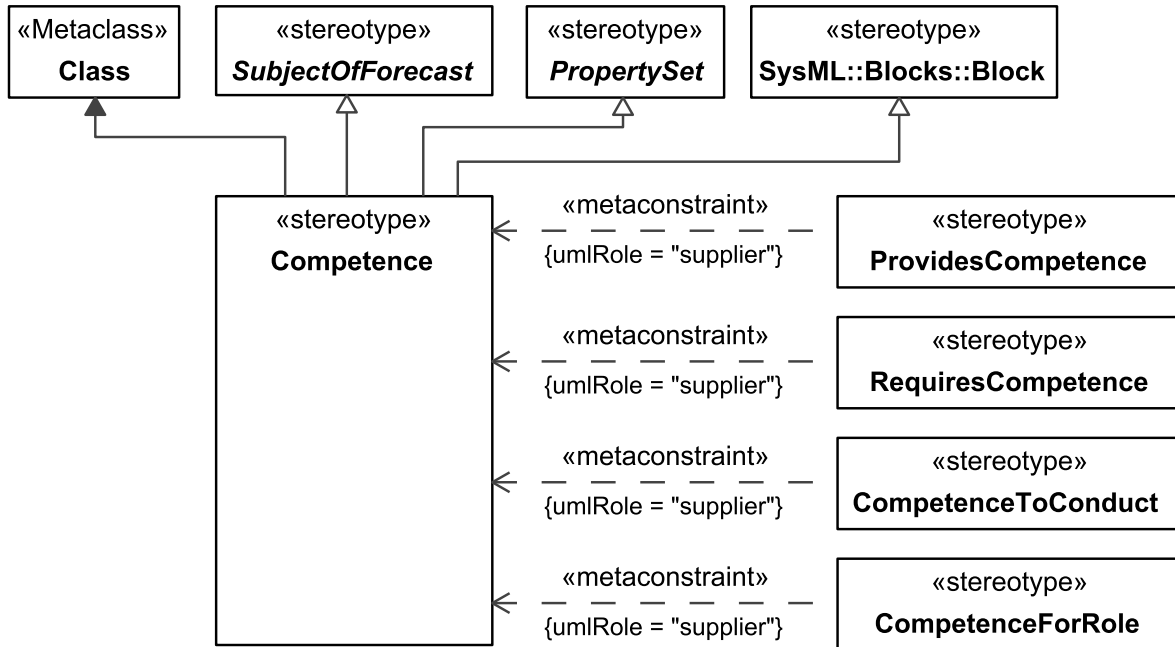 «Metaclass»
Class
«stereotype»
SubjectOfForecast
«stereotype»
PropertySet
«stereotype»
SysML::Blocks::Block
«stereotype»
Competence
«metaconstraint»
{umlRole = "supplier"}
«stereotype»
ProvidesCompetence
«metaconstraint»
{umlRole = "supplier"}
«stereotype»
RequiresCompetence
«metaconstraint»
{umlRole = "supplier"}
«stereotype»
CompetenceToConduct
«metaconstraint»
{umlRole = "supplier"}
«stereotype»
CompetenceForRole